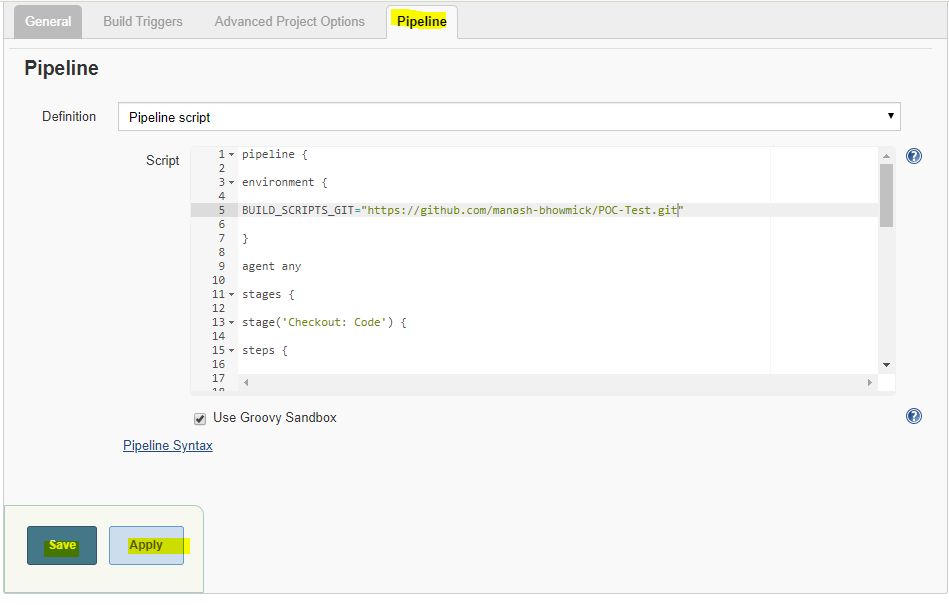 General Build Triggers Advanced Project Options Pipeline
Pipeline
Definition Pipeline script
Script
1 pipeline {
2
3 environment {
4
5 BUILD_SCRIPTS_GIT="https://github.com/manash-bhowmick/POC-Test.git"
6
7 }
8
9 agent any
10
11 stages {
12
13 stage('Checkout: Code') {
14
15 steps {
16
17
18
Use Groovy Sandbox
Pipeline Syntax
Save Apply